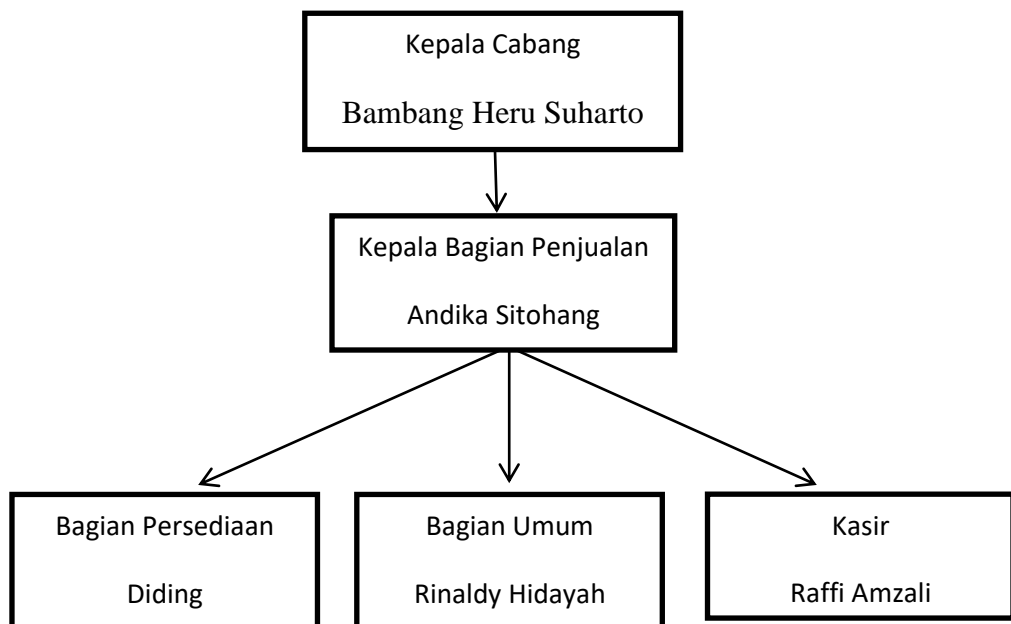 Kepala Cabang
Bambang Heru Suharto
Kepala Bagian Penjualan
Andika Sitohang
Bagian Persediaan
Diding
Bagian Umum
Rinaldy Hidayah
Kasir
Raffi Amzali